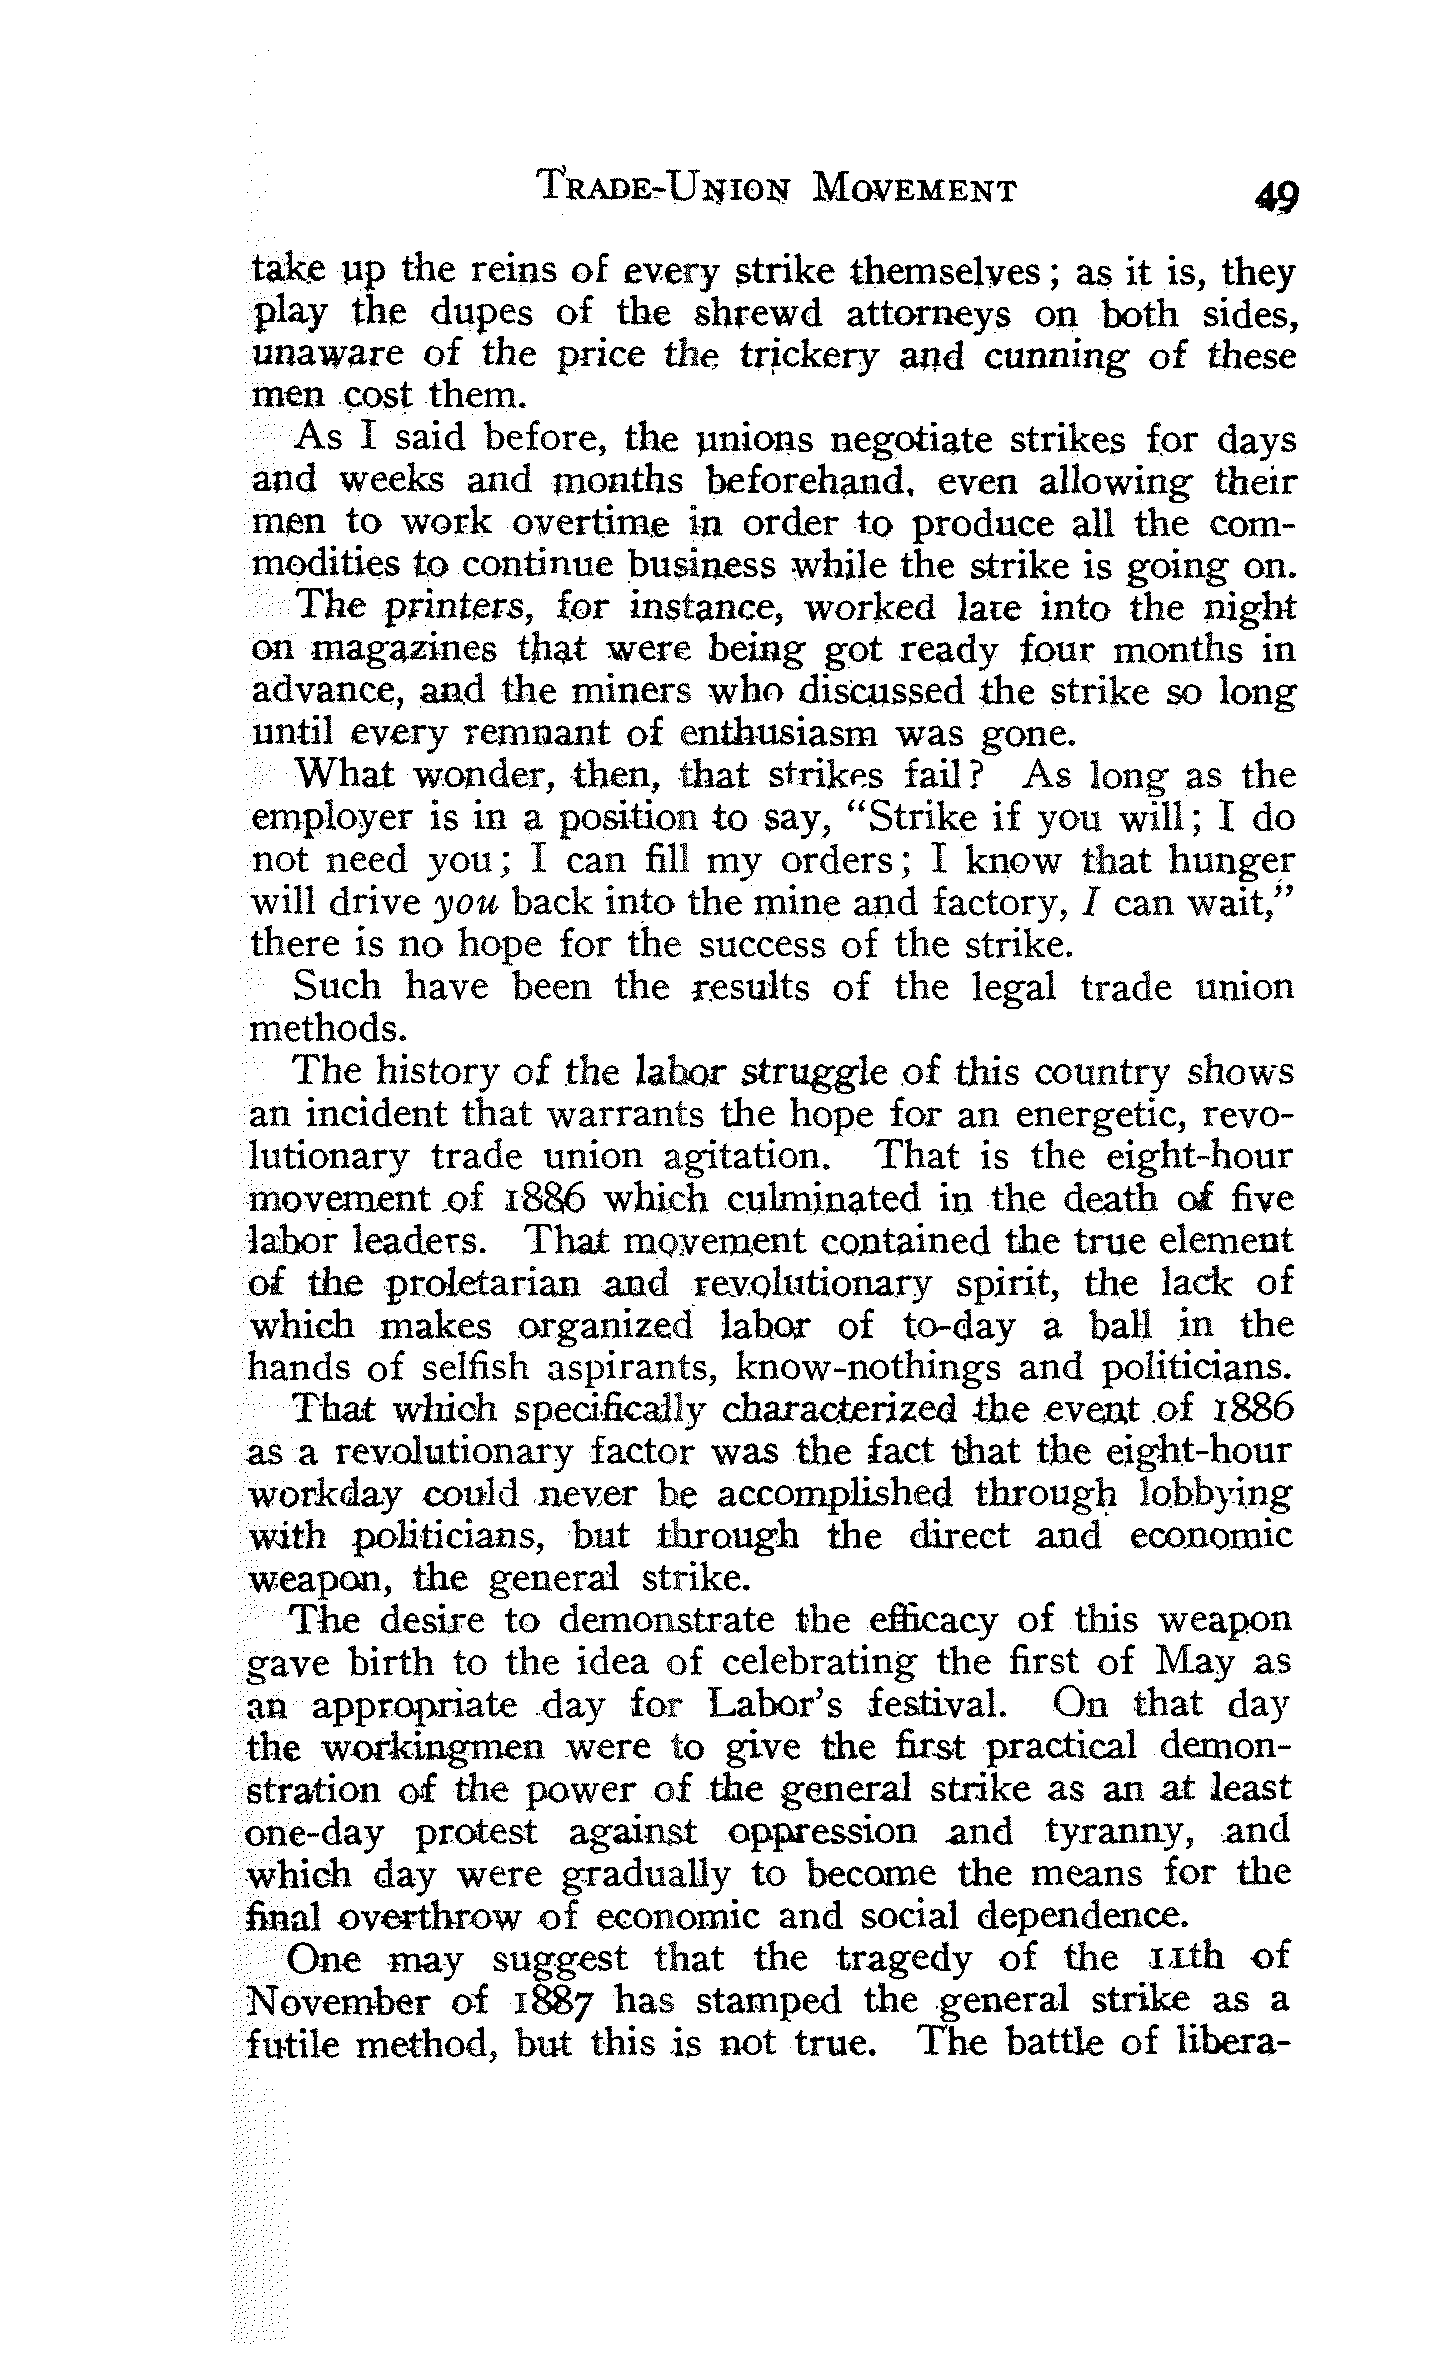 TRADE-UNION MOVEMENT 49
take up the reins of every strike themselves; as it is, they
play the dupes of the shrewd attorneys on both sides,
unaware of the price the trickery and cunning of these
men cost them.
As I said before, the unions negotiate strikes for days
and weeks and months beforehand, even allowing their
men to work overtime in order to produce all the com-
modities to continue business while the strike is going on.
The printers, for instance, worked late into the night
on magazines that were being got ready four months in
advance, and the miners who discussed the strike so long
until every remnant of enthusiasm was gone.
What wonder, then, that strikes fail? As long as the
employer is in a position to say, "Strike if you will; I do
not need you; I can fill my orders; I know that hunger
will drive you back into the mine and factory, I can wait,"
there is no hope for the success of the strike.
Such have been the results of the legal trade union
methods.
The history of the labor struggle of this country shows
an incident that warrants the hope for an energetic, revo-
lutionary trade union agitation. That is the eight-hour
movement of 1886 which culminated in the death of five
labor leaders. That movement contained the true element
of the proletarian and revolutionary spirit, the lack of
which makes organized labor of to-day a ball in the
hands of selfish aspirants, know-nothings and politicians.
That which specifically characterized the event of 1886
as a revolutionary factor was the fact that the eight-hour
workday could never be accomplished through lobbying
with politicians, but through the direct and economic
weapon, the general strike.
The desire to demonstrate the efficacy of this weapon
gave birth to the idea of celebrating the first of May as
an appropriate day for Labor's festival. On that day
the workingmen were to give the first practical demon-
stration of the power of the general strike as an at least
one-day protest against oppression and tyranny, and
which day were gradually to become the means for the
final overthrow of economic and social dependence.
One may suggest that the tragedy of the 11th of
November of 1887 has stamped the general strike as a
futile method, but this is not true. The battle of libera-